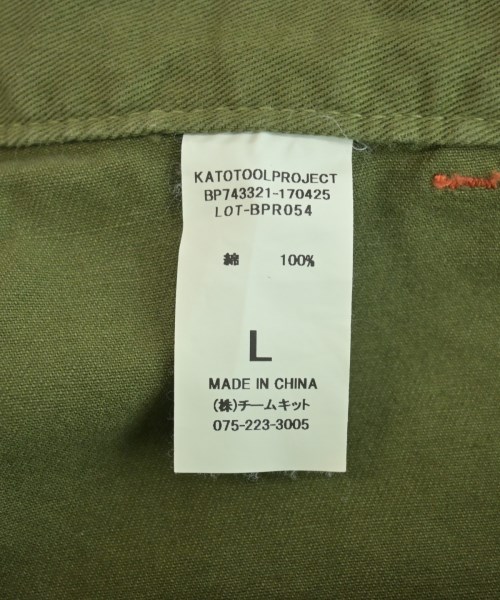 KATOTOOLPROJECT
BP743321-170425
LOT-BPR054
綿 100%
L
MADE IN CHINA
(株)チームキット
075-223-3005